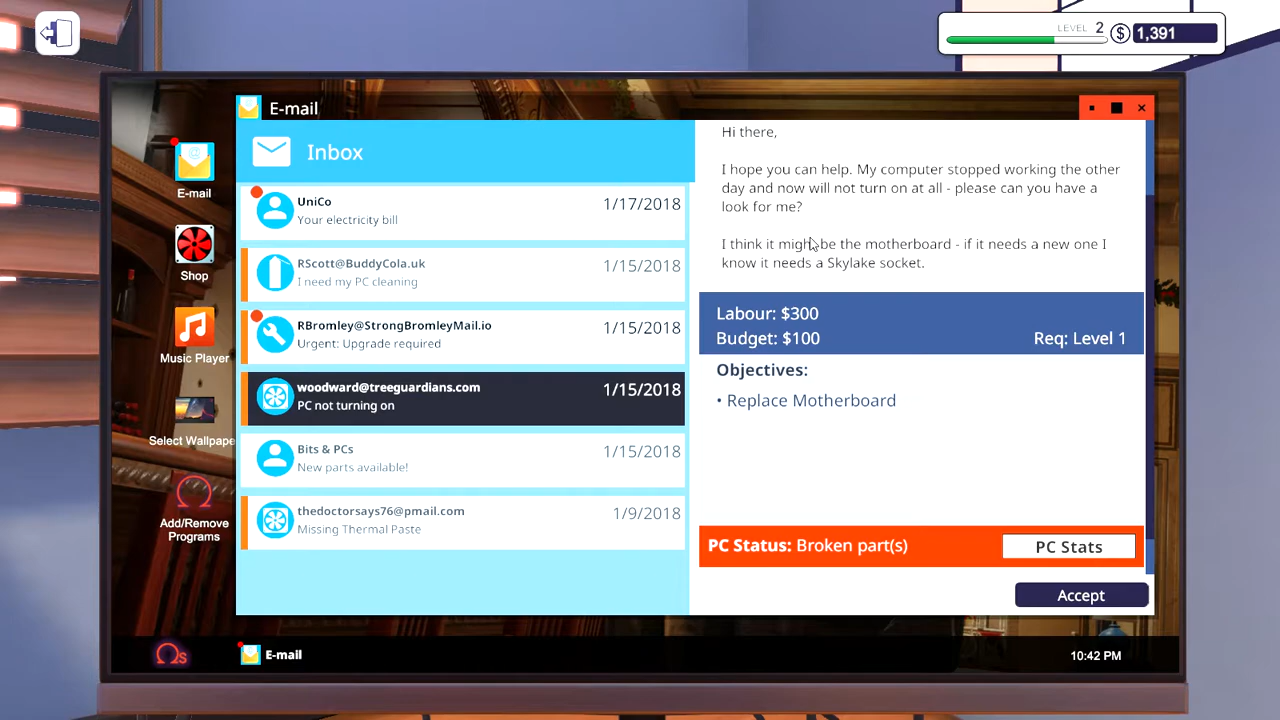 LEVEL 2
$ 1,391
E-mail
Inbox
UniCo
1/17/2018
Your electricity bill
RScott@BuddyCola.uk
1/15/2018
I need my PC cleaning
RBromley@StrongBromleyMail.io
1/15/2018
Urgent: Upgrade required
woodward@treeguardians.com
1/15/2018
PC not turning on
Bits & PCs
1/15/2018
New parts available!
thedoctorsays76@pmail.com
1/9/2018
Missing Thermal Paste
Hi there,
I hope you can help. My computer stopped working the other
day and now will not turn on at all - please can you have a
look for me?
I think it might be the motherboard - if it needs a new one I
know it needs a Skylake socket.
Labour: $300
Budget: $100
Req: Level 1
Objectives:
• Replace Motherboard
PC Status: Broken part(s)
PC Stats
Accept
E-mail
Shop
Music Player
Select Wallpape
Add/Remove
Programs
Ωs
E-mail
10:42 PM